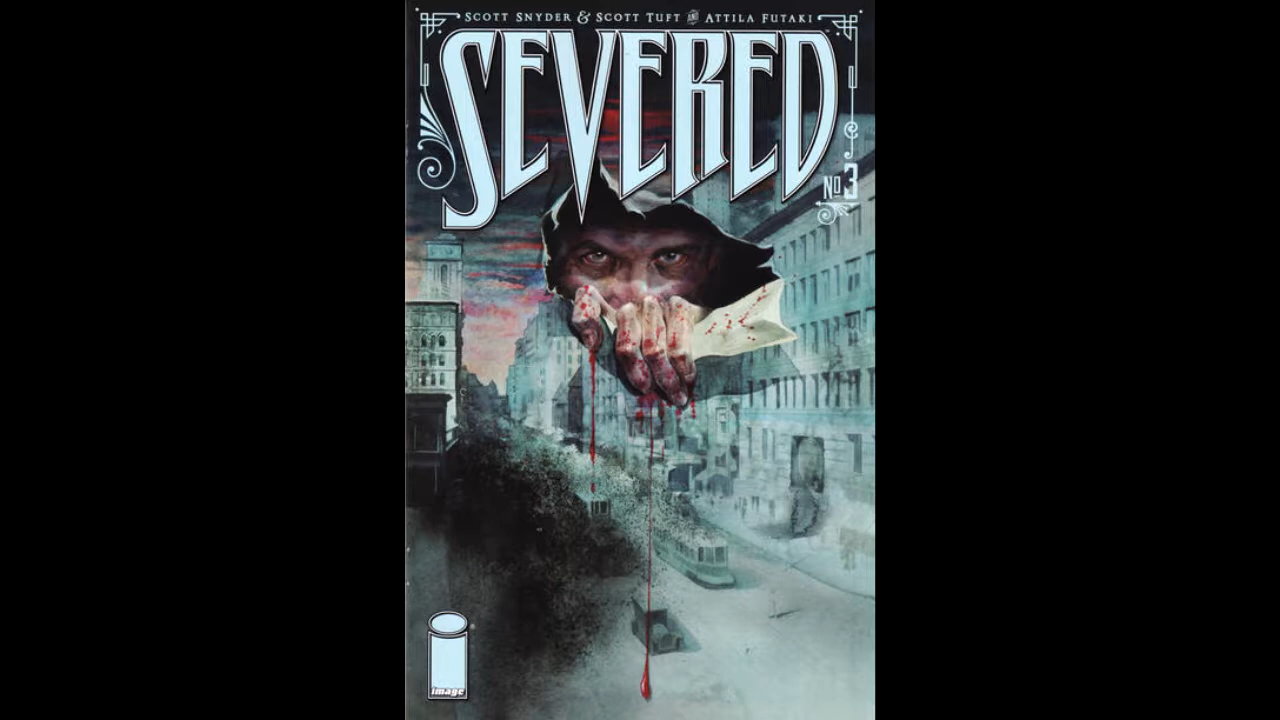 SCOTT SNYDER & SCOTT TUFT AND ATTILA FUTAKI
SEVERED
NO 3
image